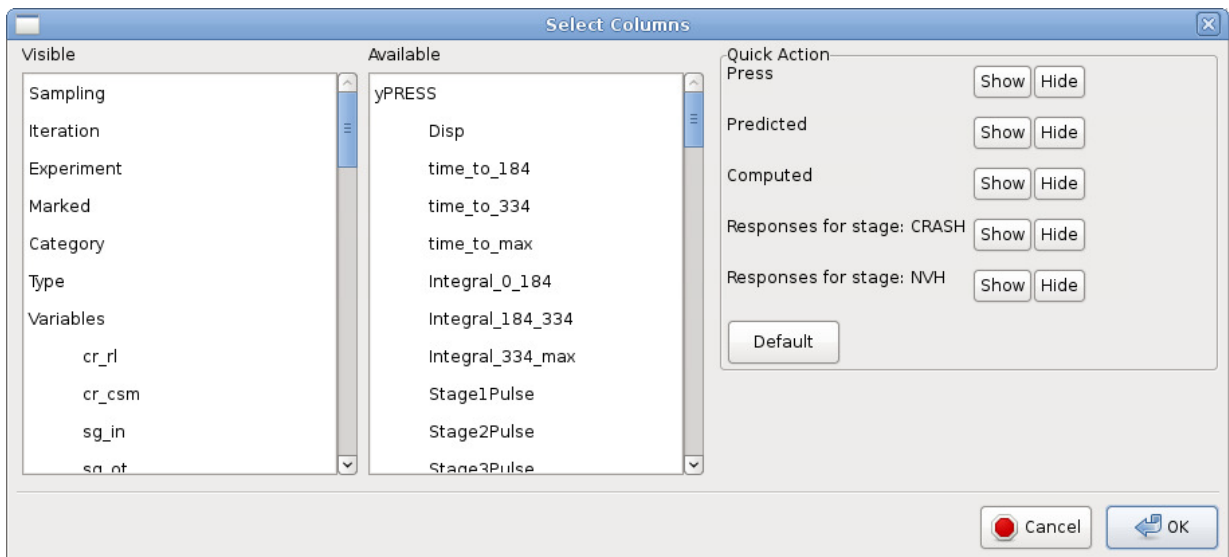 Select Columns
Visible
Sampling
Iteration
Experiment
Marked
Category
Type
Variables
cr_rl
cr_csm
sg_in
sg_ot
Available
yPRESS
Disp
time_to_184
time_to_334
time_to_max
Integral_0_184
Integral_184_334
Integral_334_max
Stage1Pulse
Stage2Pulse
Stage3Pulse
Quick Action
Press Show Hide
Predicted Show Hide
Computed Show Hide
Responses for stage: CRASH Show Hide
Responses for stage: NVH Show Hide
Default
Cancel OK